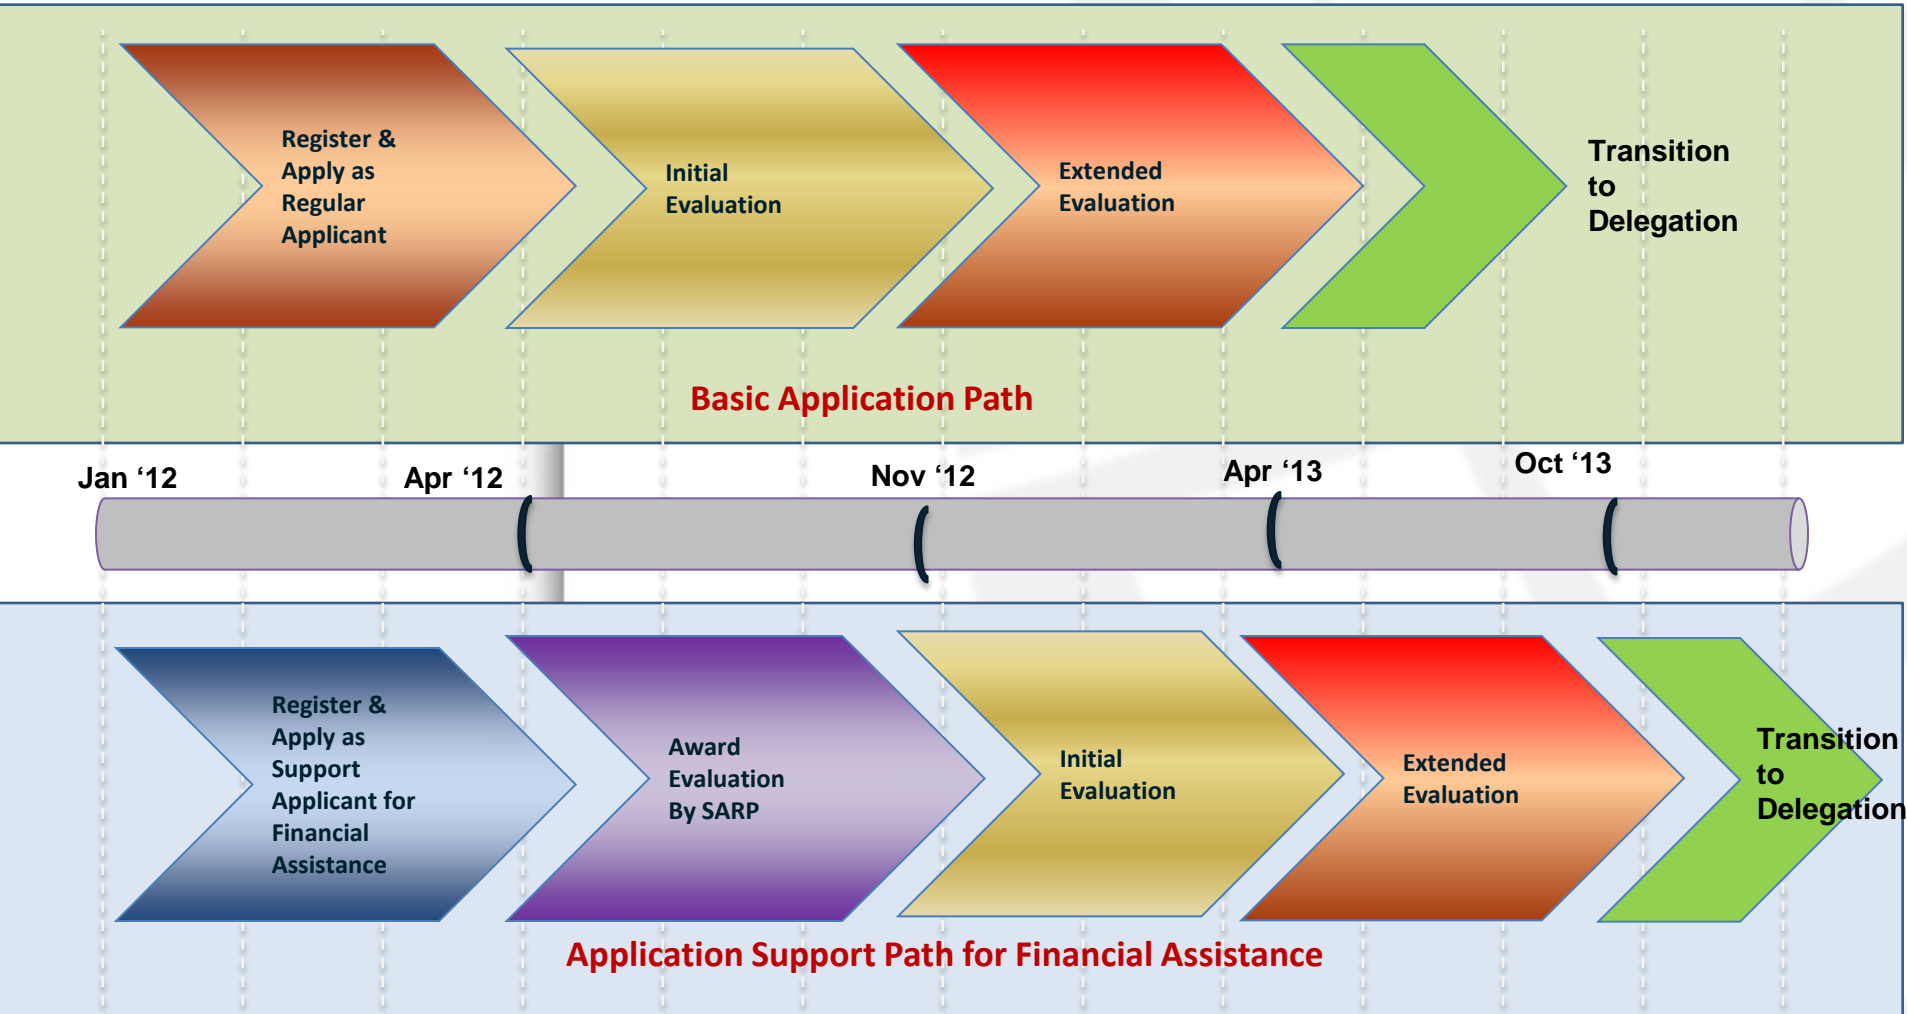 Register &
Apply as
Regular
Applicant
Initial
Evaluation
Extended
Evaluation
Transition
to
Delegation
Basic Application Path
Jan ‘12
Apr ‘12
Nov ‘12
Apr ‘13
Oct ‘13
Register &
Apply as
Support
Applicant for
Financial
Assistance
Award
Evaluation
By SARP
Initial
Evaluation
Extended
Evaluation
Transition
to
Delegation
Application Support Path for Financial Assistance